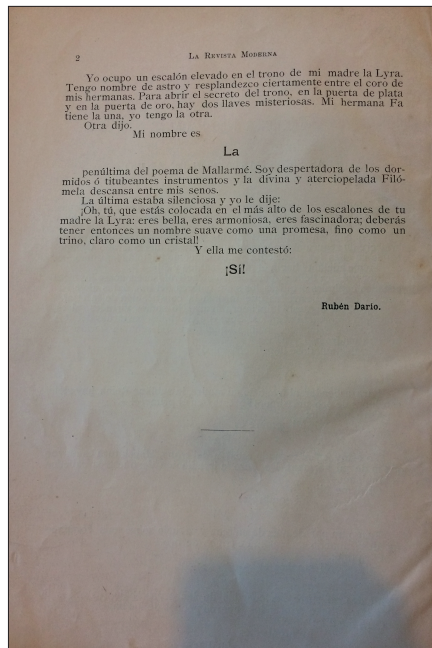 2
LA REVISTA MODERNA
Yo ocupo un escalón elevado en el trono de mi madre la Lyra.
Tengo nombre de astro y resplandezco ciertamente entre el coro de
mis hermanas. Para abrir el secreto del trono, en la puerta de plata
y en la puerta de oro, hay dos llaves misteriosas. Mi hermana Fa
tiene la una, yo tengo la otra.
Otra dijo.
Mi nombre es
La
penúltima del poema de Mallarmé. Soy despertadora de los dor-
midos ó titubeantes instrumentos y la divina y aterciopelada Filó-
mela descansa entre mis senos.
La última estaba silenciosa y yo le dije:
¡Oh, tú, que estás colocada en el más alto de los escalones de tu
madre la Lyra: eres bella, eres armoniosa, eres fascinadora; deberás
tener entonces un nombre suave como una promesa, fino como un
trino, claro como un cristal!
Y ella me contestó:
¡Sí!
Rubén Darío.